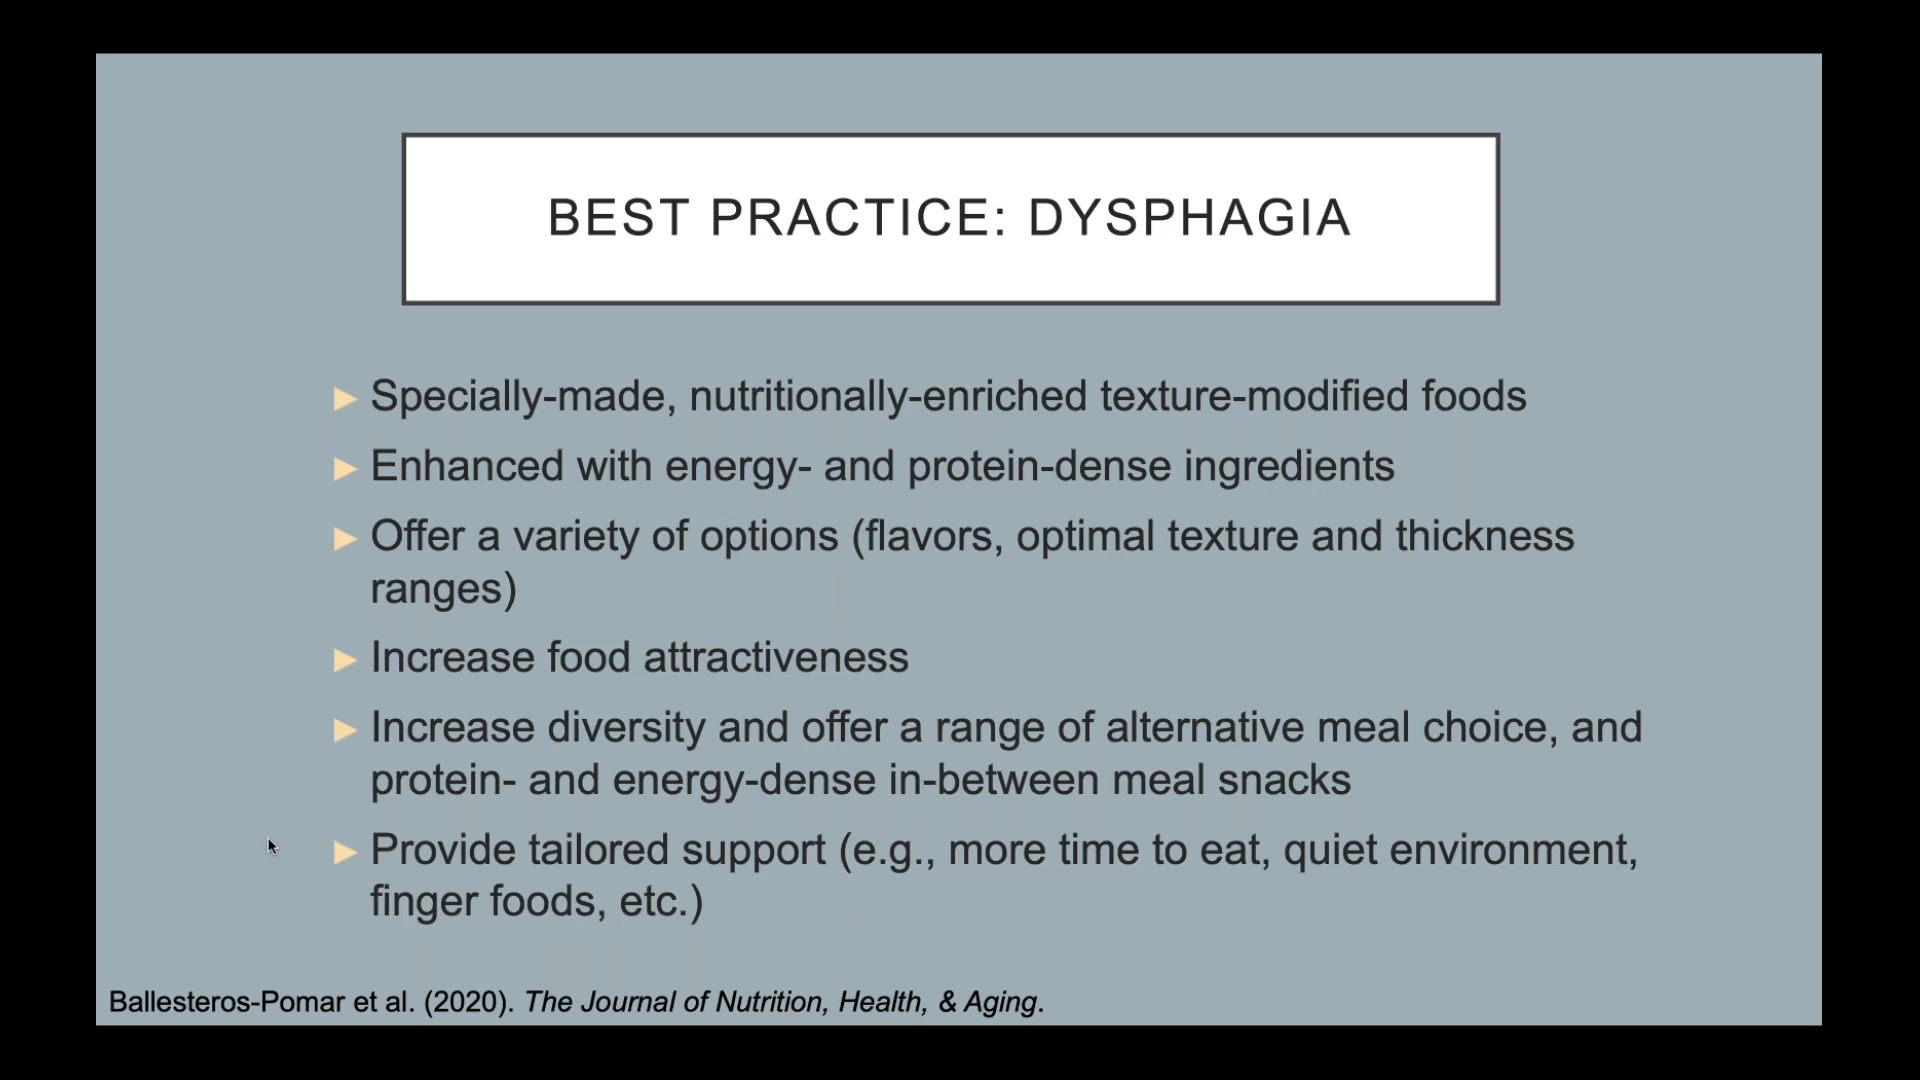 BEST PRACTICE: DYSPHAGIA
Specially-made, nutritionally-enriched texture-modified foods
Enhanced with energy- and protein-dense ingredients
Offer a variety of options (flavors, optimal texture and thickness
ranges)
Increase food attractiveness
Increase diversity and offer a range of alternative meal choice, and
protein- and energy-dense in-between meal snacks
Provide tailored support (e.g., more time to eat, quiet environment,
finger foods, etc.)
Ballesteros-Pomar et al. (2020). The Journal of Nutrition, Health, & Aging.